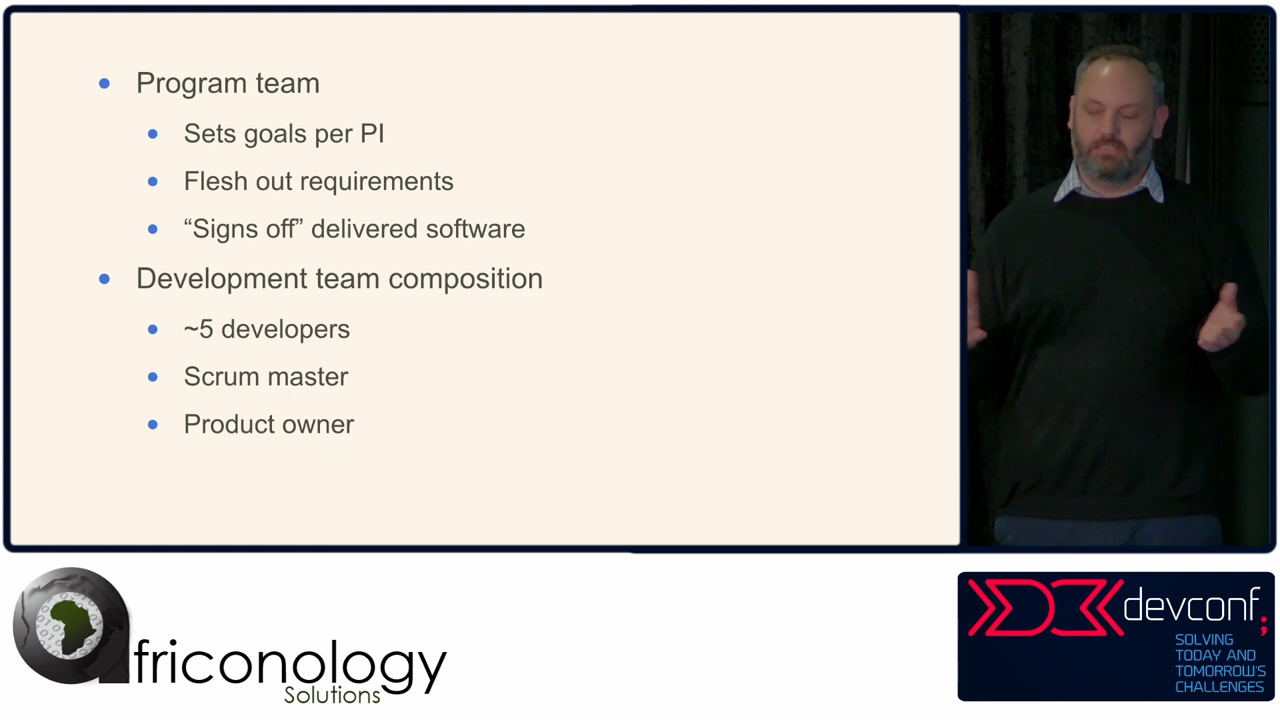 Program team
Sets goals per PI
Flesh out requirements
“Signs off” delivered software
Development team composition
~5 developers
Scrum master
Product owner
africonology
Solutions
devconf;
SOLVING
TODAY AND
TOMORROW'S
CHALLENGES